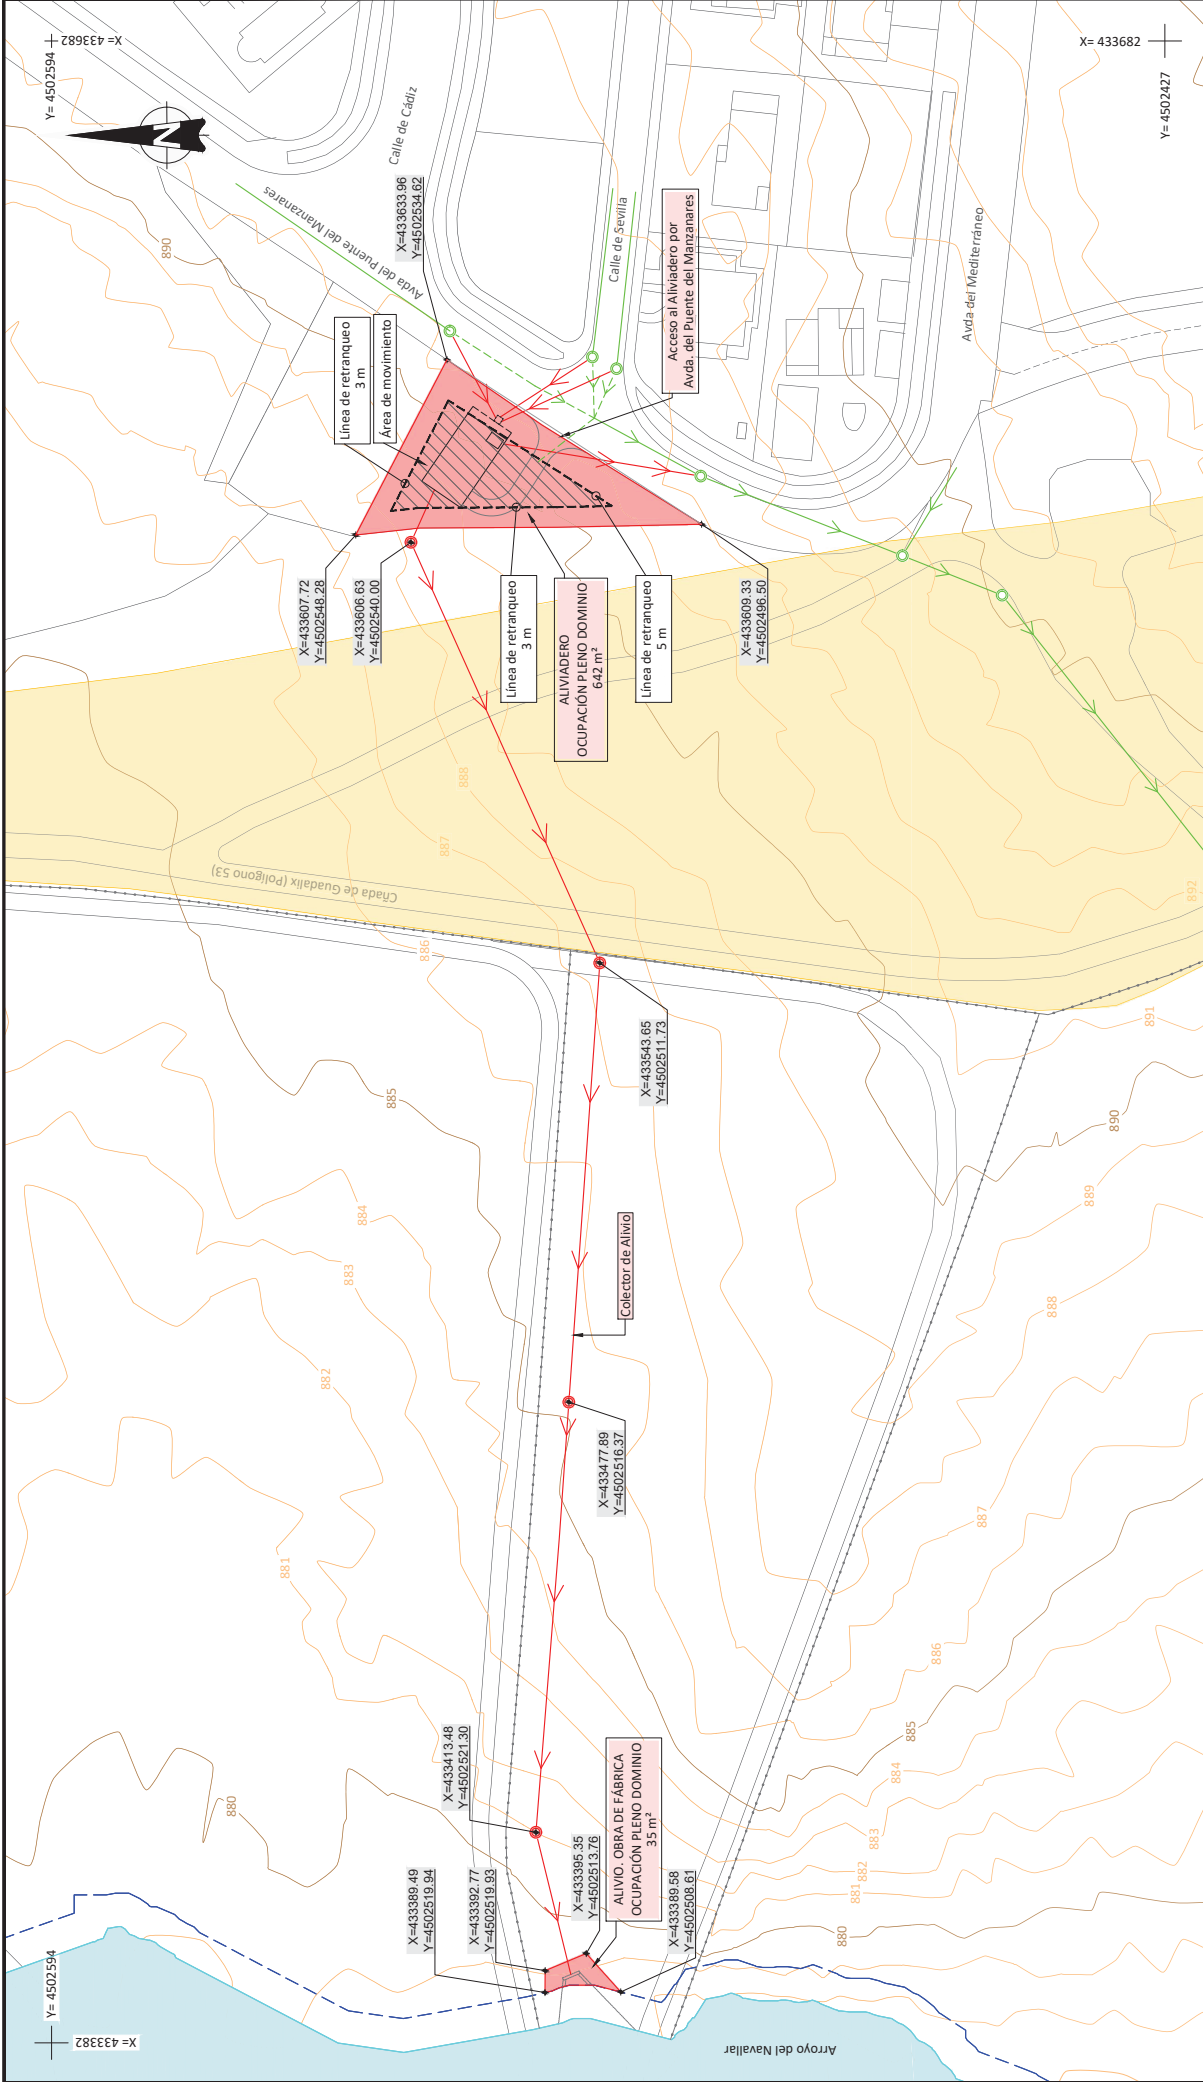 Y= 4502594
X= 433682
X= 433682
Y= 4502427
N
Calle de Cádiz
Avda del Puente del Manzanares
890
X=433633.96
Y=4502534.62
Calle de Sevilla
Acceso al Aliviadero por
Avda. del Puente del Manzanares
Avda del Mediterráneo
Línea de retranqueo
3 m
Área de movimiento
X=433607.72
Y=4502548.28
X=433606.63
Y=4502540.00
Línea de retranqueo
3 m
ALIVIADERO
OCUPACIÓN PLENO DOMINIO
642 m²
Línea de retranqueo
5 m
X=433609.33
Y=4502496.50
888
887
Cñada de Guadalix (Polígono 53)
892
886
891
X=433543.65
Y=4502511.73
885
890
884
889
883
Colector de Alivio
888
882
X=433477.89
Y=4502516.37
887
881
886
885
X=433413.48
Y=4502521.30
884
880
ALIVIO. OBRA DE FÁBRICA
OCUPACIÓN PLENO DOMINIO
35 m²
883
882
881
880
X=433395.35
Y=4502513.76
X=433389.49
Y=4502519.94
X=433392.77
Y=4502519.93
X=433389.58
Y=4502508.61
Y= 4502594
X= 433382
Arroyo del Navallar